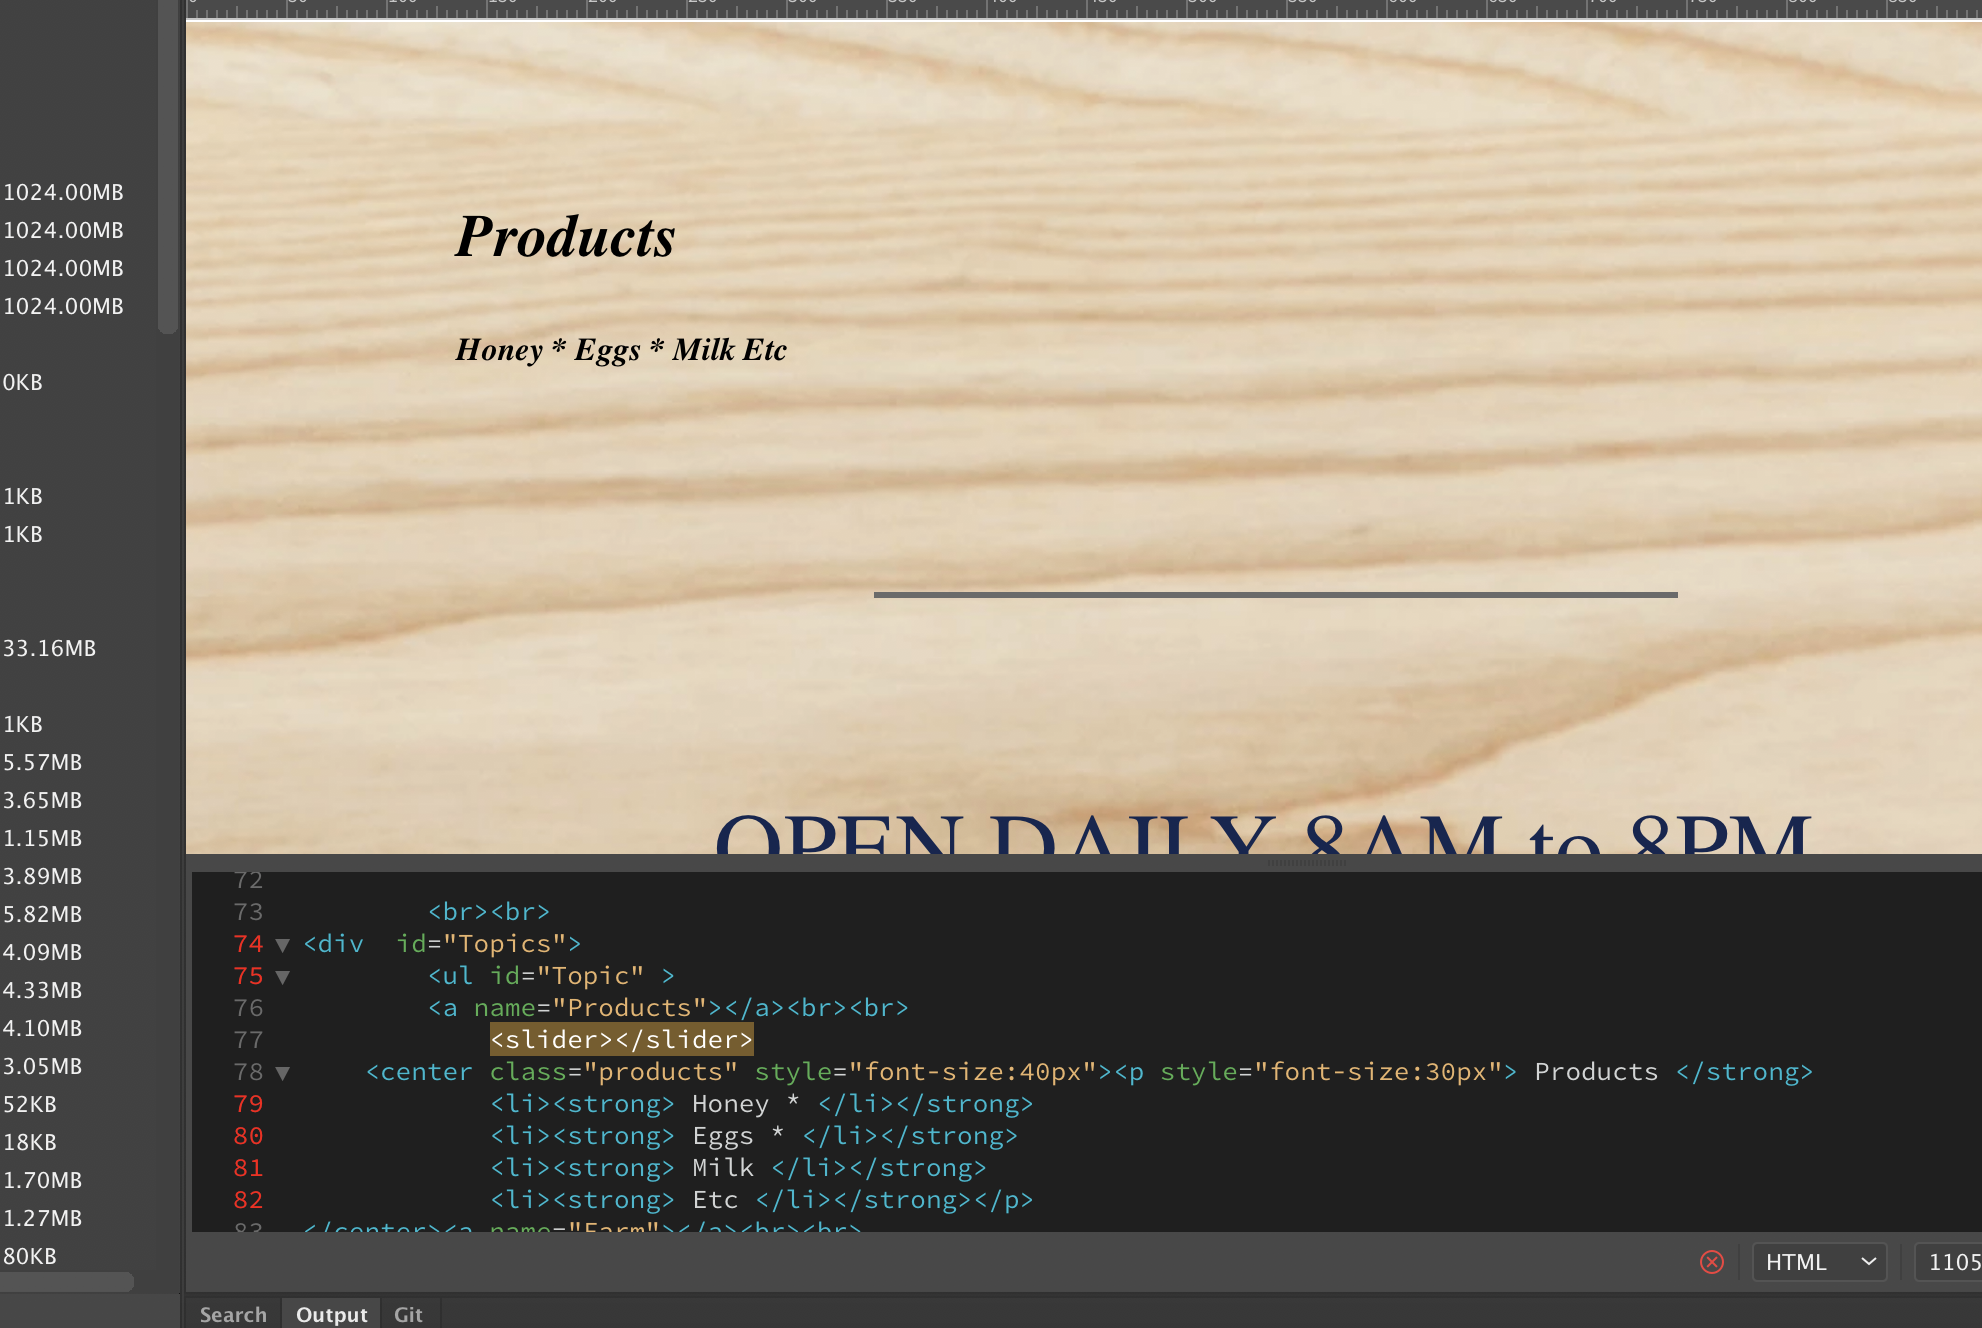 1024.00MB
1024.00MB
1024.00MB
1024.00MB
0KB
1KB
1KB
33.16MB
1KB
5.57MB
3.65MB
1.15MB
3.89MB
5.82MB
4.09MB
4.33MB
4.10MB
3.05MB
52KB
18KB
1.70MB
1.27MB
80KB
Products
Honey * Eggs * Milk Etc
OPEN DAILY 8AM to 8PM
72
73 <br><br>
74 <div  id="Topics">
75 <ul id="Topic" >
76 <a name="Products"></a><br><br>
77 <slider></slider>
78 <center class="products" style="font-size:40px"><p style="font-size:30px"> Products </strong>
79 <li><strong> Honey * </li></strong>
80 <li><strong> Eggs * </li></strong>
81 <li><strong> Milk </li></strong>
82 <li><strong> Etc </li></strong></p>
83 </center><a name="Farm"></a><br><br>
HTML 1105
Search Output Git